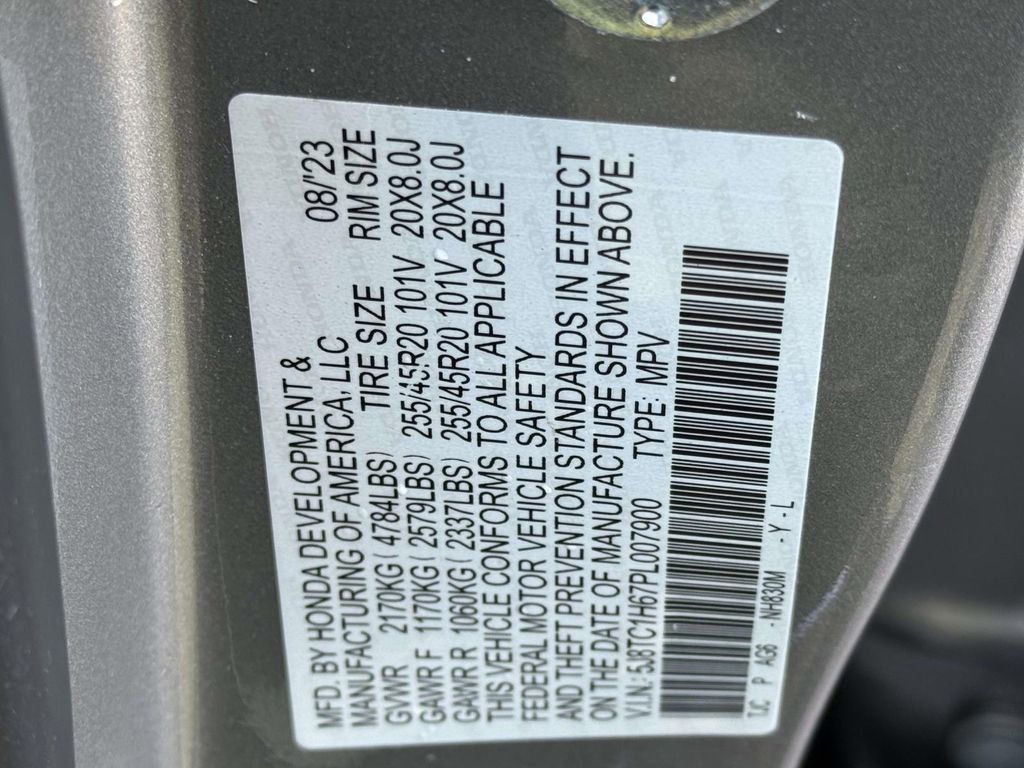 MFD. BY HONDA DEVELOPMENT & 08/'23
MANUFACTURING OF AMERICA, LLC
TIRE SIZE RIM SIZE
GVWR 2170KG ( 4784LBS)
GAWR F 1170KG ( 2579LBS) 255/45R20 101V 20X8.0J
GAWR R 1060KG ( 2337LBS) 255/45R20 101V 20X8.0J
THIS VEHICLE CONFORMS TO ALL APPLICABLE
FEDERAL MOTOR VEHICLE SAFETY
AND THEFT PREVENTION STANDARDS IN EFFECT
ON THE DATE OF MANUFACTURE SHOWN ABOVE.
V.I.N.: 5J8TC1H67PL007900 TYPE: MPV
TJC P AG6 -NH830M -Y-L